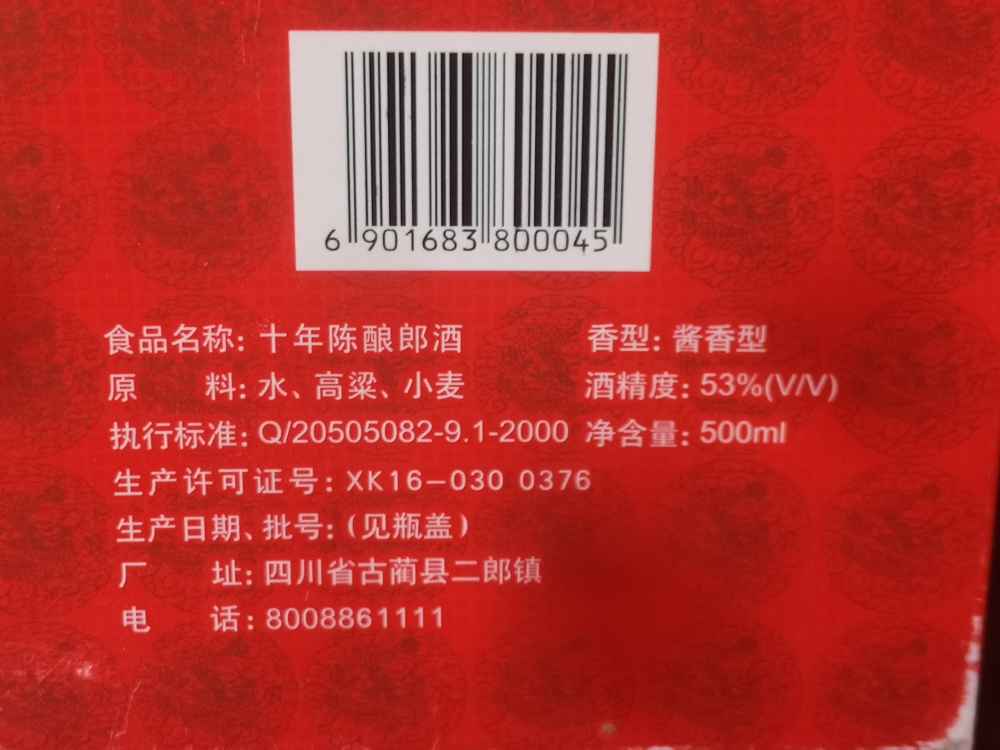 6 901683 800045
食品名称: 十年陈酿郎酒 香型: 酱香型
原 料: 水、高粱、小麦 酒精度: 53%(V/V)
执行标准: Q/20505082-9.1-2000 净含量: 500ml
生产许可证号: XK16-030 0376
生产日期、批号: (见瓶盖)
厂 址: 四川省古蔺县二郎镇
电 话: 8008861111